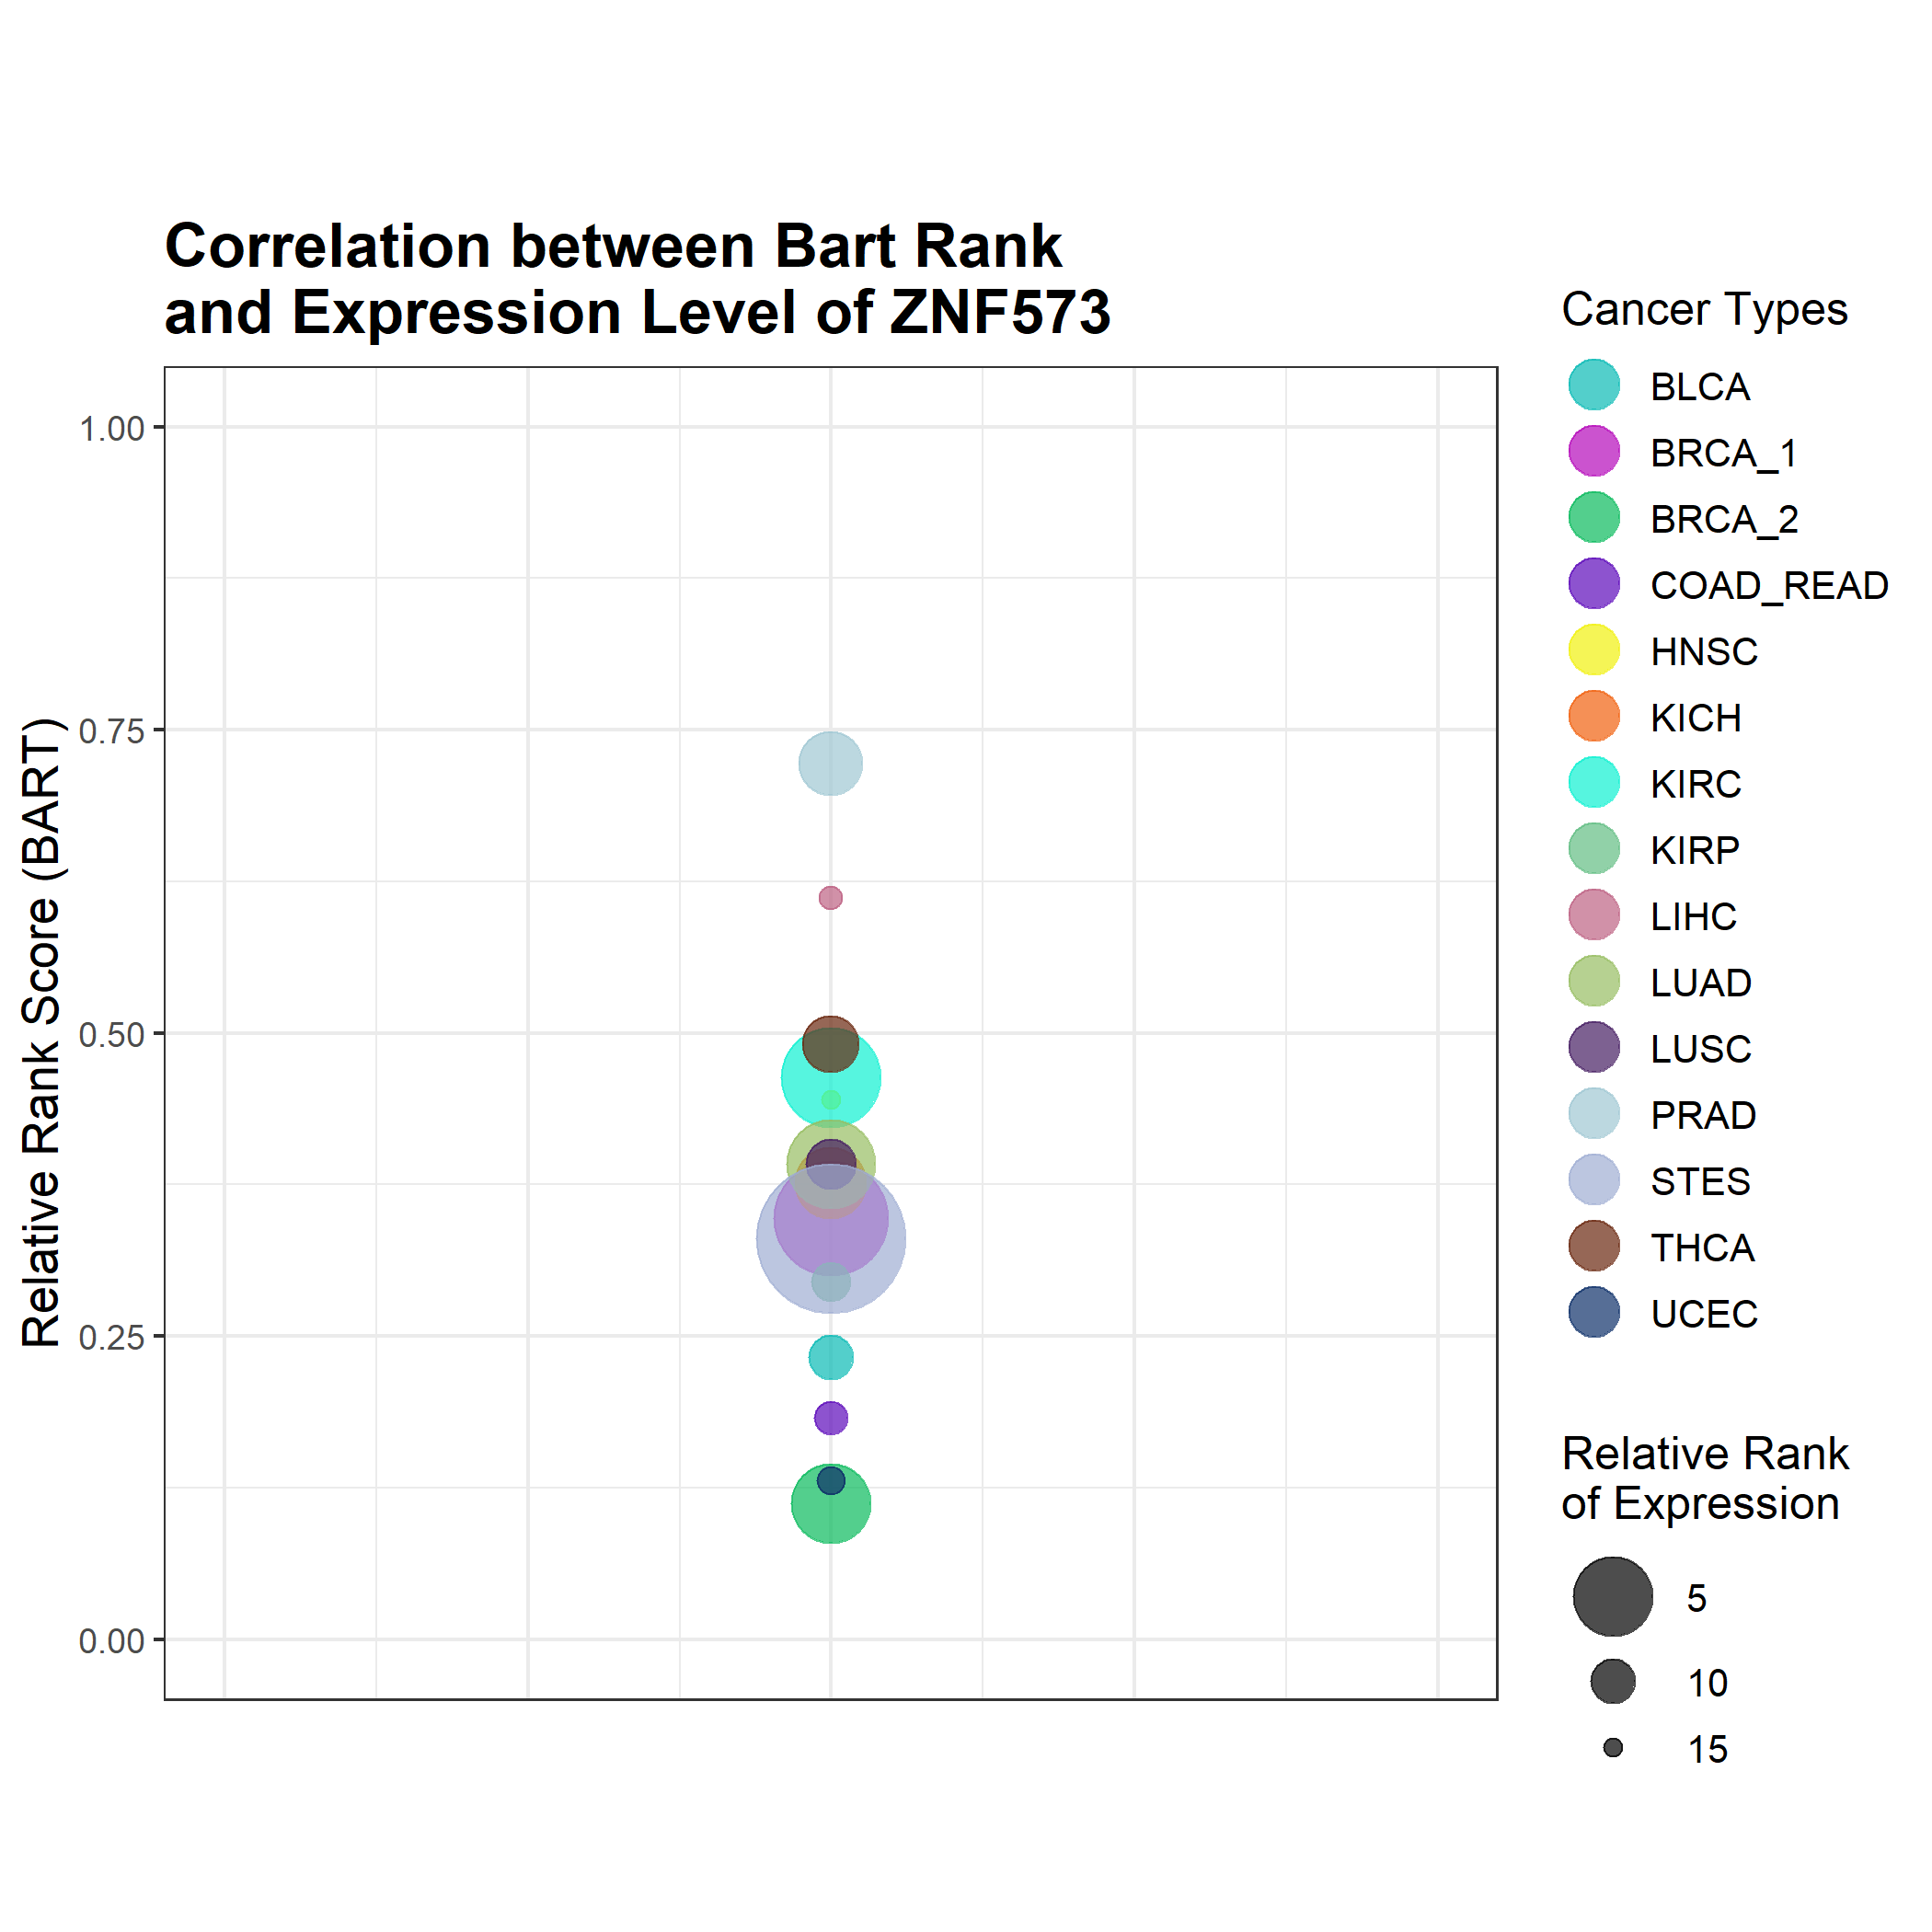 Correlation between Bart Rank
and Expression Level of ZNF573
Relative Rank Score (BART)
1.00
0.75
0.50
0.25
0.00
Cancer Types
BLCA
BRCA_1
BRCA_2
COAD_READ
HNSC
KICH
KIRC
KIRP
LIHC
LUAD
LUSC
PRAD
STES
THCA
UCEC
Relative Rank
of Expression
5
10
15